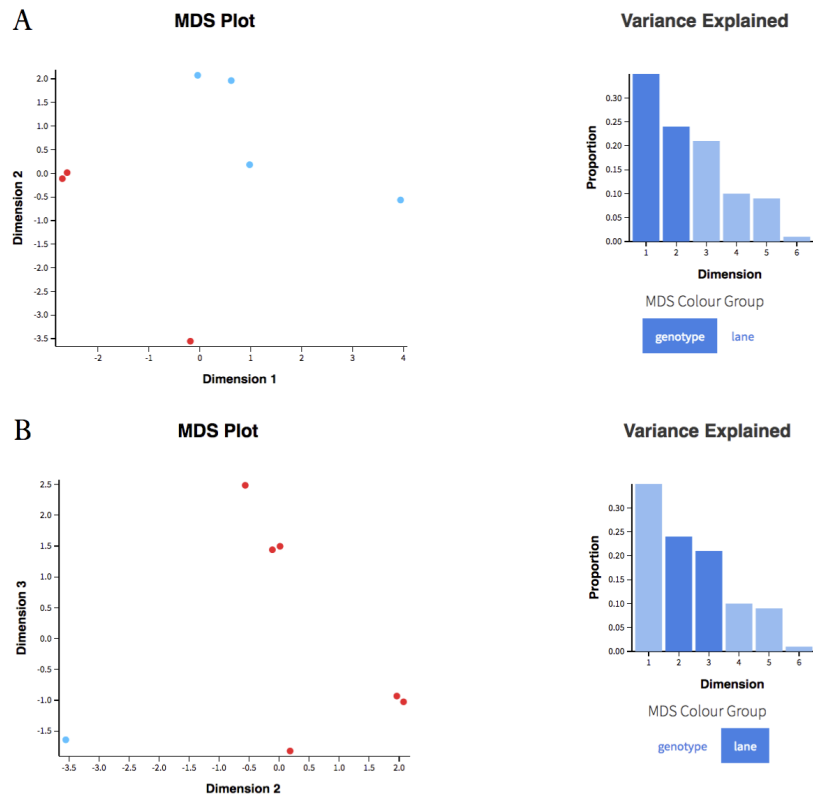 A
MDS Plot
Variance Explained
2.0
1.5
1.0
0.5
0.0
-0.5
-1.0
-1.5
-2.0
-2.5
-3.0
-3.5
Dimension 2
-2 -1 0 1 2 3 4
Dimension 1
0.30
0.25
0.20
0.15
0.10
0.05
0.00
Proportion
1 2 3 4 5 6
Dimension
MDS Colour Group
genotype lane
B
MDS Plot
Variance Explained
2.5
2.0
1.5
1.0
0.5
0.0
-0.5
-1.0
-1.5
Dimension 3
-3.5 -3.0 -2.5 -2.0 -1.5 -1.0 -0.5 0.0 0.5 1.0 1.5 2.0
Dimension 2
0.30
0.25
0.20
0.15
0.10
0.05
0.00
Proportion
1 2 3 4 5 6
Dimension
MDS Colour Group
genotype lane